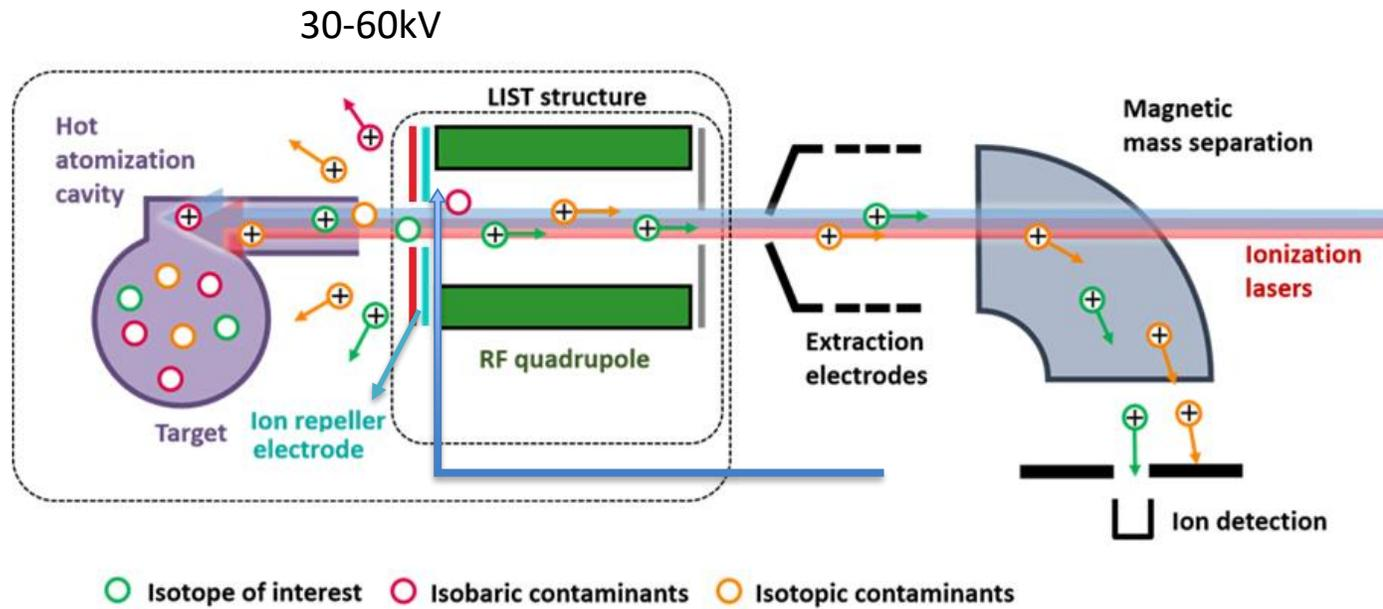 30-60kV
LIST structure
Hot
atomization
cavity
Magnetic
mass separation
Ionization
lasers
Extraction
electrodes
RF quadrupole
Ion repeller
electrode
Target
Ion detection
Isotope of interest Isobaric contaminants Isotopic contaminants